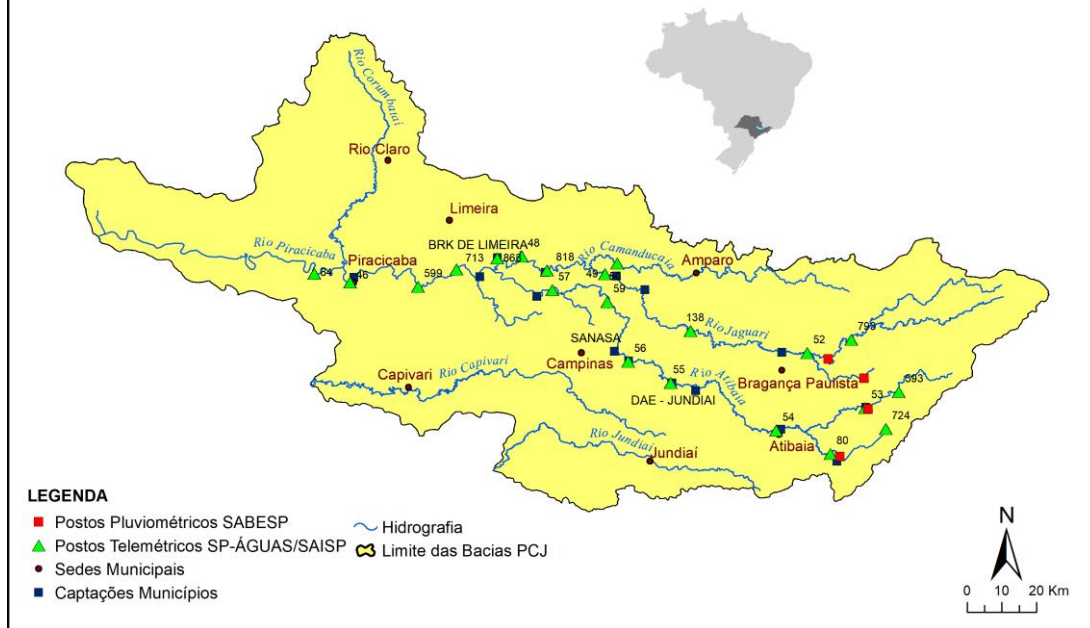 Rio Corumbataí
Rio Claro
Limeira
Rio Piracicaba
Piracicaba
BRK DE LIMEIRA
48
Rio Camanducaia
713
868
818
Amparo
84
46
599
57
49
59
138
Rio Jaguari
793
SANASA
52
Campinas
56
Rio Capivari
Capivari
55
Rio Atibaia
Bragança Paulista
593
DAE - JUNDIAI
53
54
724
Rio Jundiaí
Jundiaí
Atibaia
80
LEGENDA
Postos Pluviométricos SABESP
Postos Telemétricos SP-ÁGUAS/SAISP
Sedes Municipais
Captações Municípios
Hidrografia
Limite das Bacias PCJ
N
0 10 20 Km